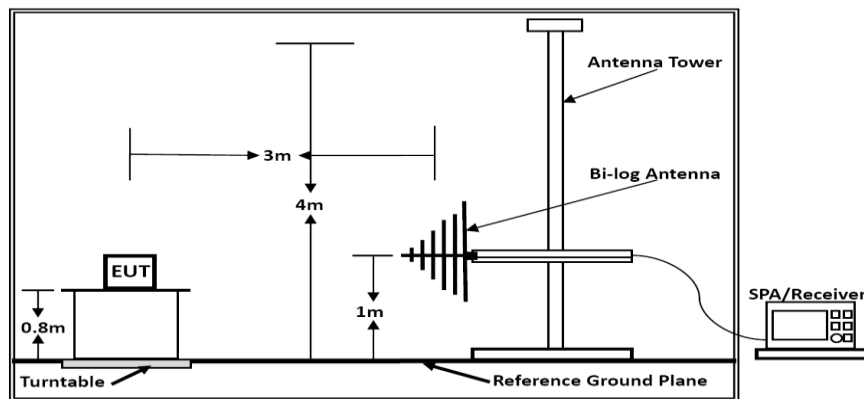 Antenna Tower
3m
Bi-log Antenna
4m
EUT
SPA/Receiver
0.8m
1m
Turntable
Reference Ground Plane